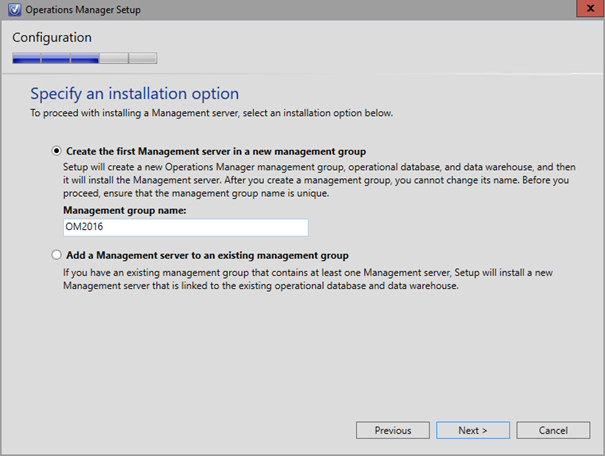 Operations Manager Setup
x
Configuration
Specify an installation option
To proceed with installing a Management server, select an installation option below.
Create the first Management server in a new management group
Setup will create a new Operations Manager management group, operational database, and data warehouse, and then
it will install the Management server. After you create a management group, you cannot change its name. Before you
proceed, ensure that the management group name is unique.
Management group name:
OM2016
Add a Management server to an existing management group
If you have an existing management group that contains at least one Management server, Setup will install a new
Management server that is linked to the existing operational database and data warehouse.
Previous Next > Cancel